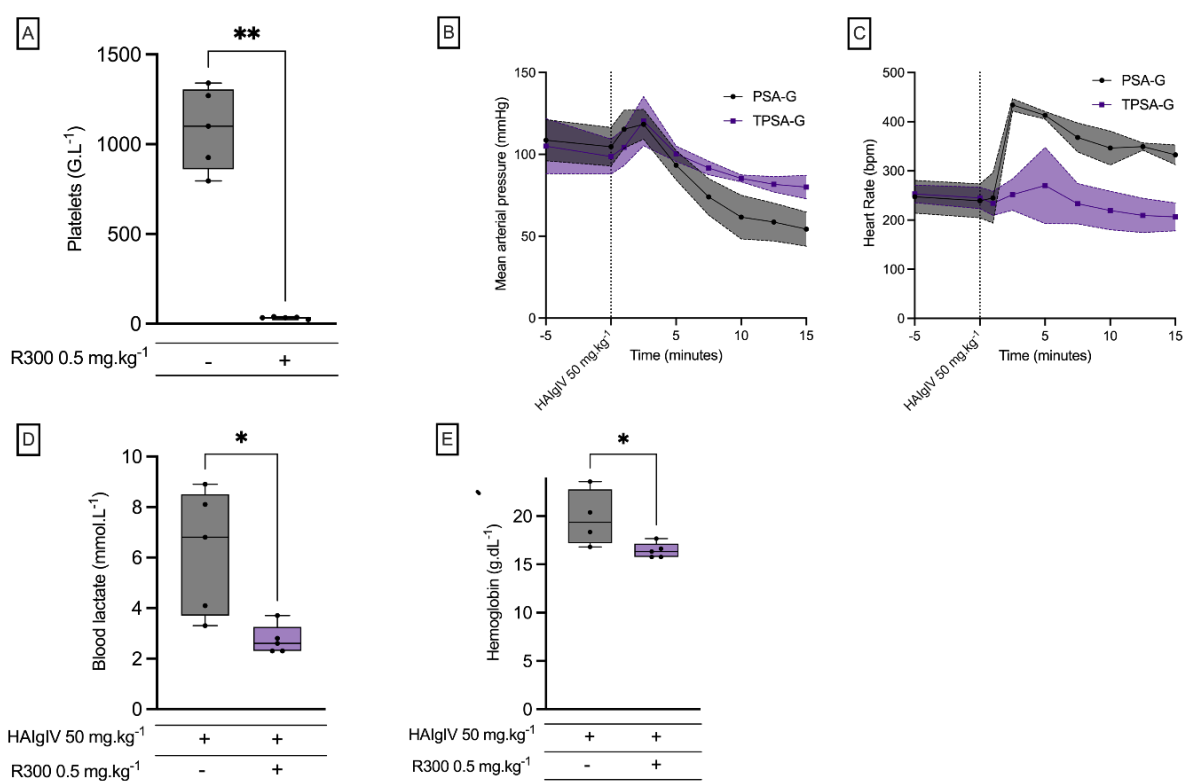 A
**
1500
1000
500
0
Platelets (G.L-1)
R300 0.5 mg.kg-1
-
+
B
150
100
50
0
Mean arterial pressure (mmHg)
PSA-G
TPSA-G
-5
5
10
15
Time (minutes)
HAIgIV 50 mg.kg-1
C
500
400
300
200
100
0
Heart Rate (bpm)
PSA-G
TPSA-G
-5
5
10
15
Time (minutes)
HAIgIV 50 mg.kg-1
D
*
10
8
6
4
2
0
Blood lactate (mmol.L-1)
HAIgIV 50 mg.kg-1
+
+
R300 0.5 mg.kg-1
-
+
E
*
20
15
10
5
0
Hemoglobin (g.dL-1)
HAIgIV 50 mg.kg-1
+
+
R300 0.5 mg.kg-1
-
+